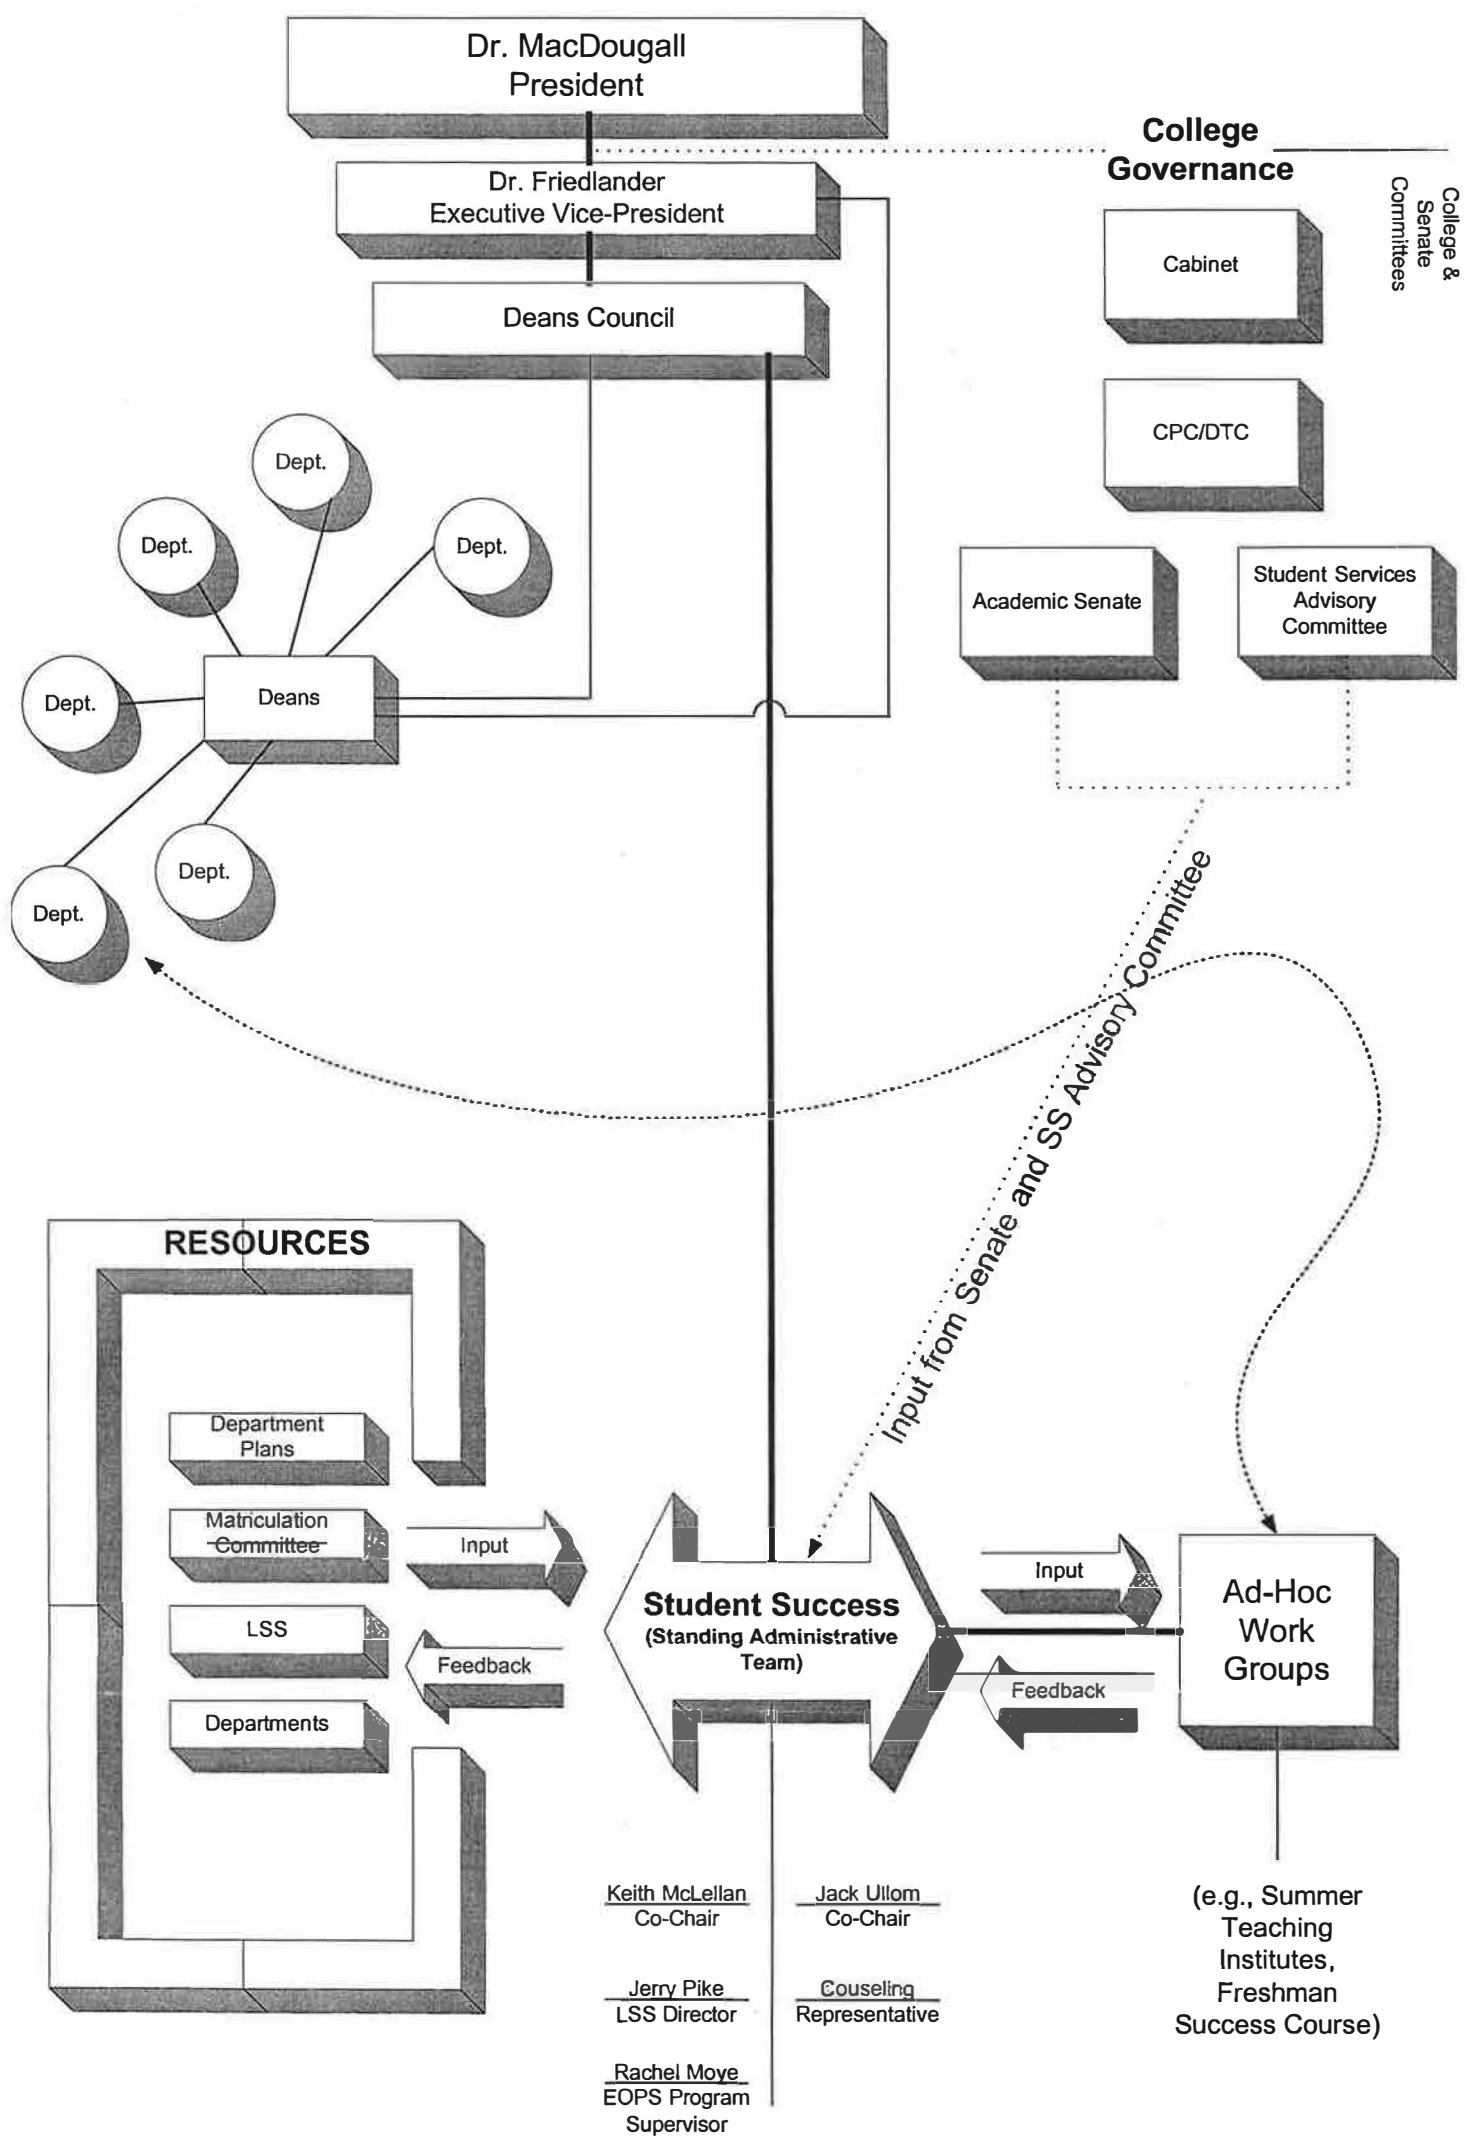 Dr. MacDougall
President
College
Governance
Dr. Friedlander
Executive Vice-President
College &
Senate
Committees
Cabinet
Deans Council
CPC/DTC
Dept.
Dept.
Dept.
Academic Senate
Student Services
Advisory
Committee
Dept.
Deans
Dept.
Dept.
Input from Senate and SS Advisory Committee
RESOURCES
Department
Plans
Matriculation
Committee
LSS
Departments
Input
Feedback
Student Success
(Standing Administrative
Team)
Input
Feedback
Ad-Hoc
Work
Groups
Keith McLellan
Co-Chair
Jack Ullom
Co-Chair
Jerry Pike
LSS Director
Couseling
Representative
Rachel Moye
EOPS Program
Supervisor
(e.g., Summer
Teaching
Institutes,
Freshman
Success Course)